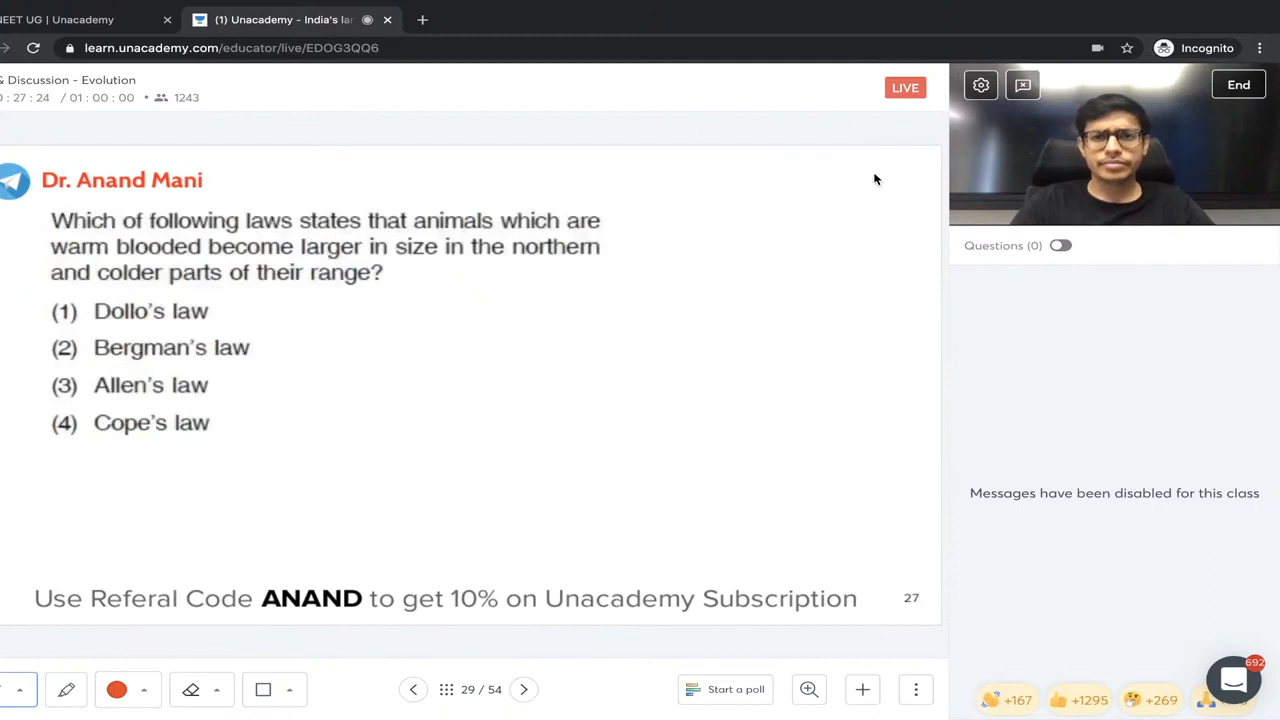 NEET UG | Unacademy
(1) Unacademy - India's lar
learn.unacademy.com/educator/live/EDOG3QQ6
Incognito
& Discussion - Evolution
: 27 : 24 / 01 : 00 : 00 • 1243
LIVE
End
Dr. Anand Mani
Which of following laws states that animals which are
warm blooded become larger in size in the northern
and colder parts of their range?
(1) Dollo's law
(2) Bergman's law
(3) Allen's law
(4) Cope's law
Questions (0)
Messages have been disabled for this class
Use Referal Code ANAND to get 10% on Unacademy Subscription
27
29 / 54
Start a poll
692
+167
+1295
+269